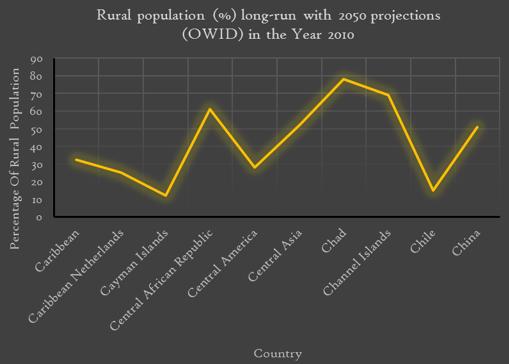 Rural population (%) long-run with 2050 projections
(OWID) in the Year 2010
Percentage Of Rural Population
90
80
70
60
50
40
30
20
10
0
Caribbean
Caribbean Netherlands
Cayman Islands
Central African Republic
Central America
Central Asia
Chad
Channel Islands
Chile
China
Country